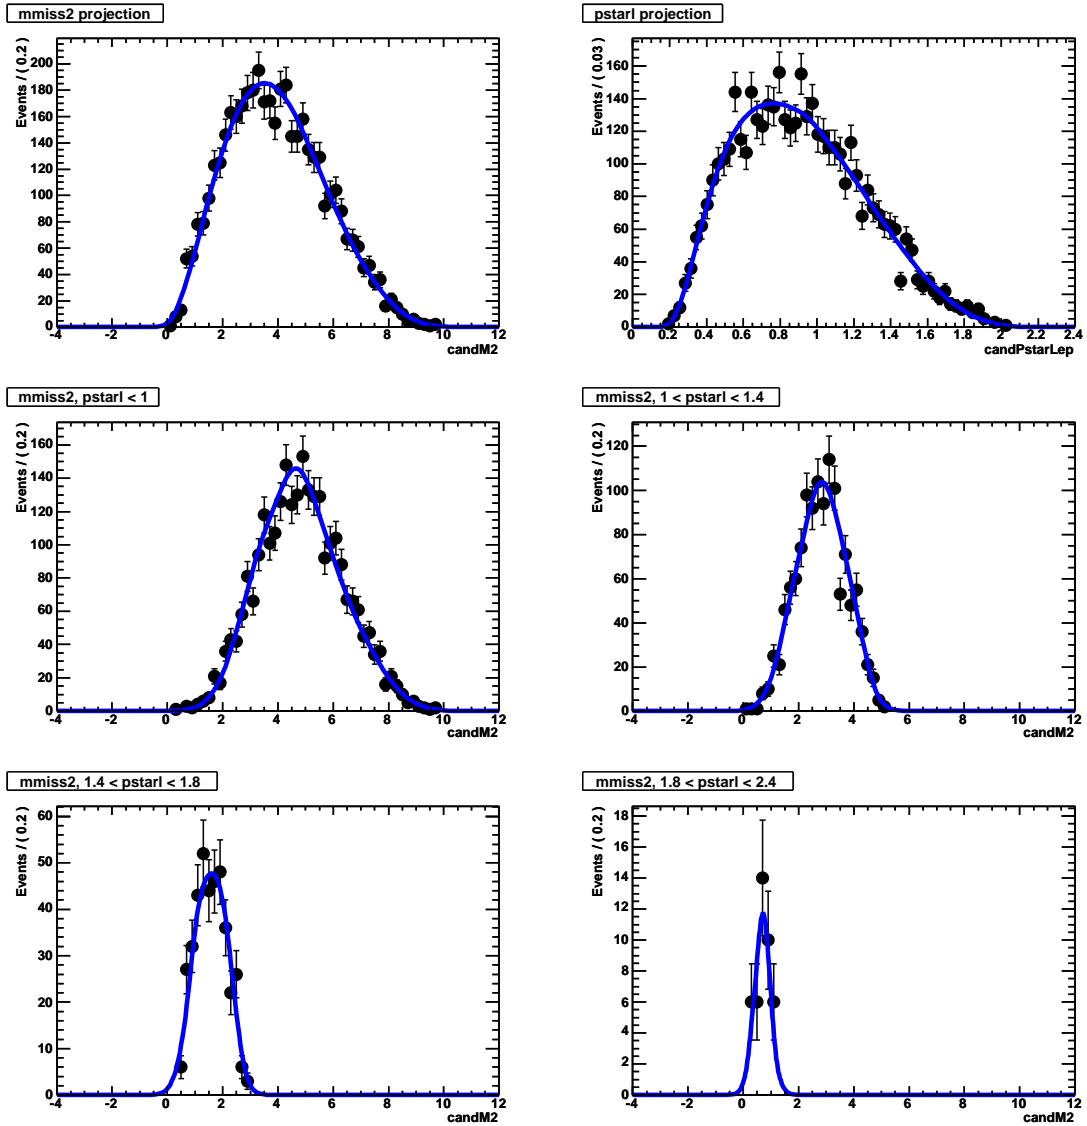 mmiss2 projection
Events / ( 0.2 )
200
180
160
140
120
100
80
60
40
20
0
-4 -2 0 2 4 6 8 10 12
candM2
pstarl projection
Events / ( 0.03 )
160
140
120
100
80
60
40
20
0
0 0.2 0.4 0.6 0.8 1 1.2 1.4 1.6 1.8 2 2.2 2.4
candPstarLep
mmiss2, pstarl < 1
Events / ( 0.2 )
160
140
120
100
80
60
40
20
0
-4 -2 0 2 4 6 8 10 12
candM2
mmiss2, 1 < pstarl < 1.4
Events / ( 0.2 )
120
100
80
60
40
20
0
-4 -2 0 2 4 6 8 10 12
candM2
mmiss2, 1.4 < pstarl < 1.8
Events / ( 0.2 )
60
50
40
30
20
10
0
-4 -2 0 2 4 6 8 10 12
candM2
mmiss2, 1.8 < pstarl < 2.4
Events / ( 0.2 )
18
16
14
12
10
8
6
4
2
0
-4 -2 0 2 4 6 8 10 12
candM2